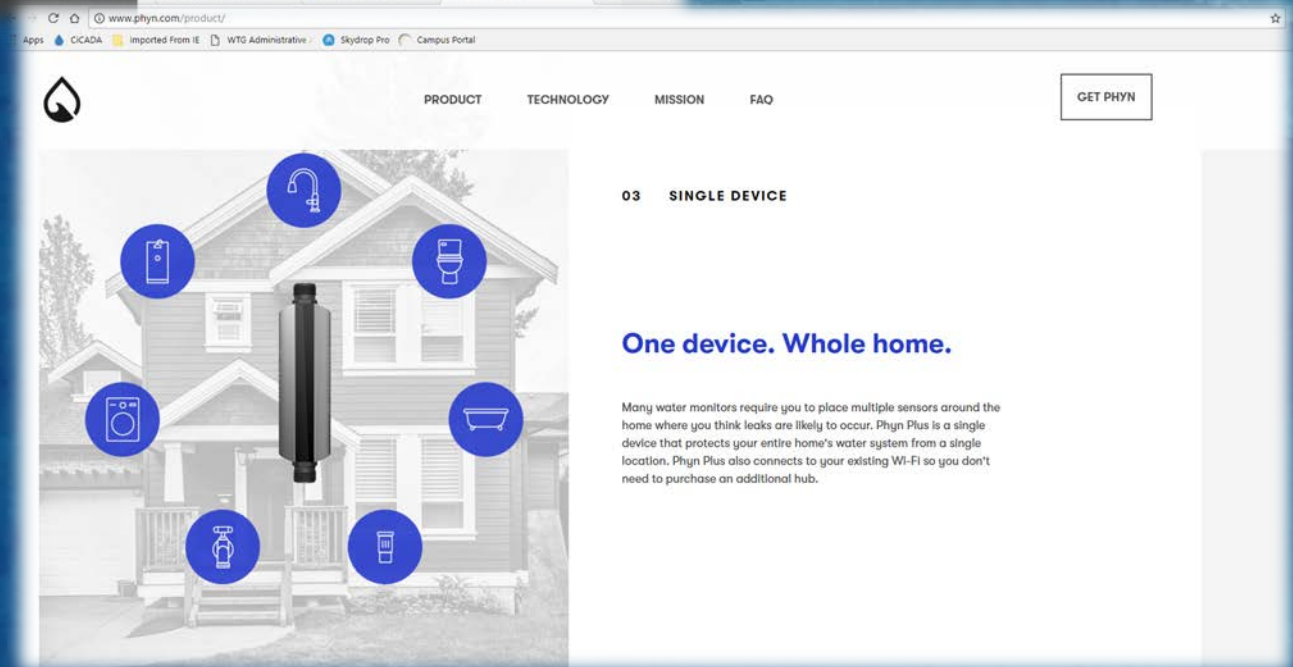 www.phyn.com/product/
Apps CiCADA Imported From IE WTG Administrative Skydrop Pro Campus Portal
PRODUCT TECHNOLOGY MISSION FAQ GET PHYN
03 SINGLE DEVICE
One device. Whole home.
Many water monitors require you to place multiple sensors around the
home where you think leaks are likely to occur. Phyn Plus is a single
device that protects your entire home's water system from a single
location. Phyn Plus also connects to your existing Wi-Fi so you don't
need to purchase an additional hub.